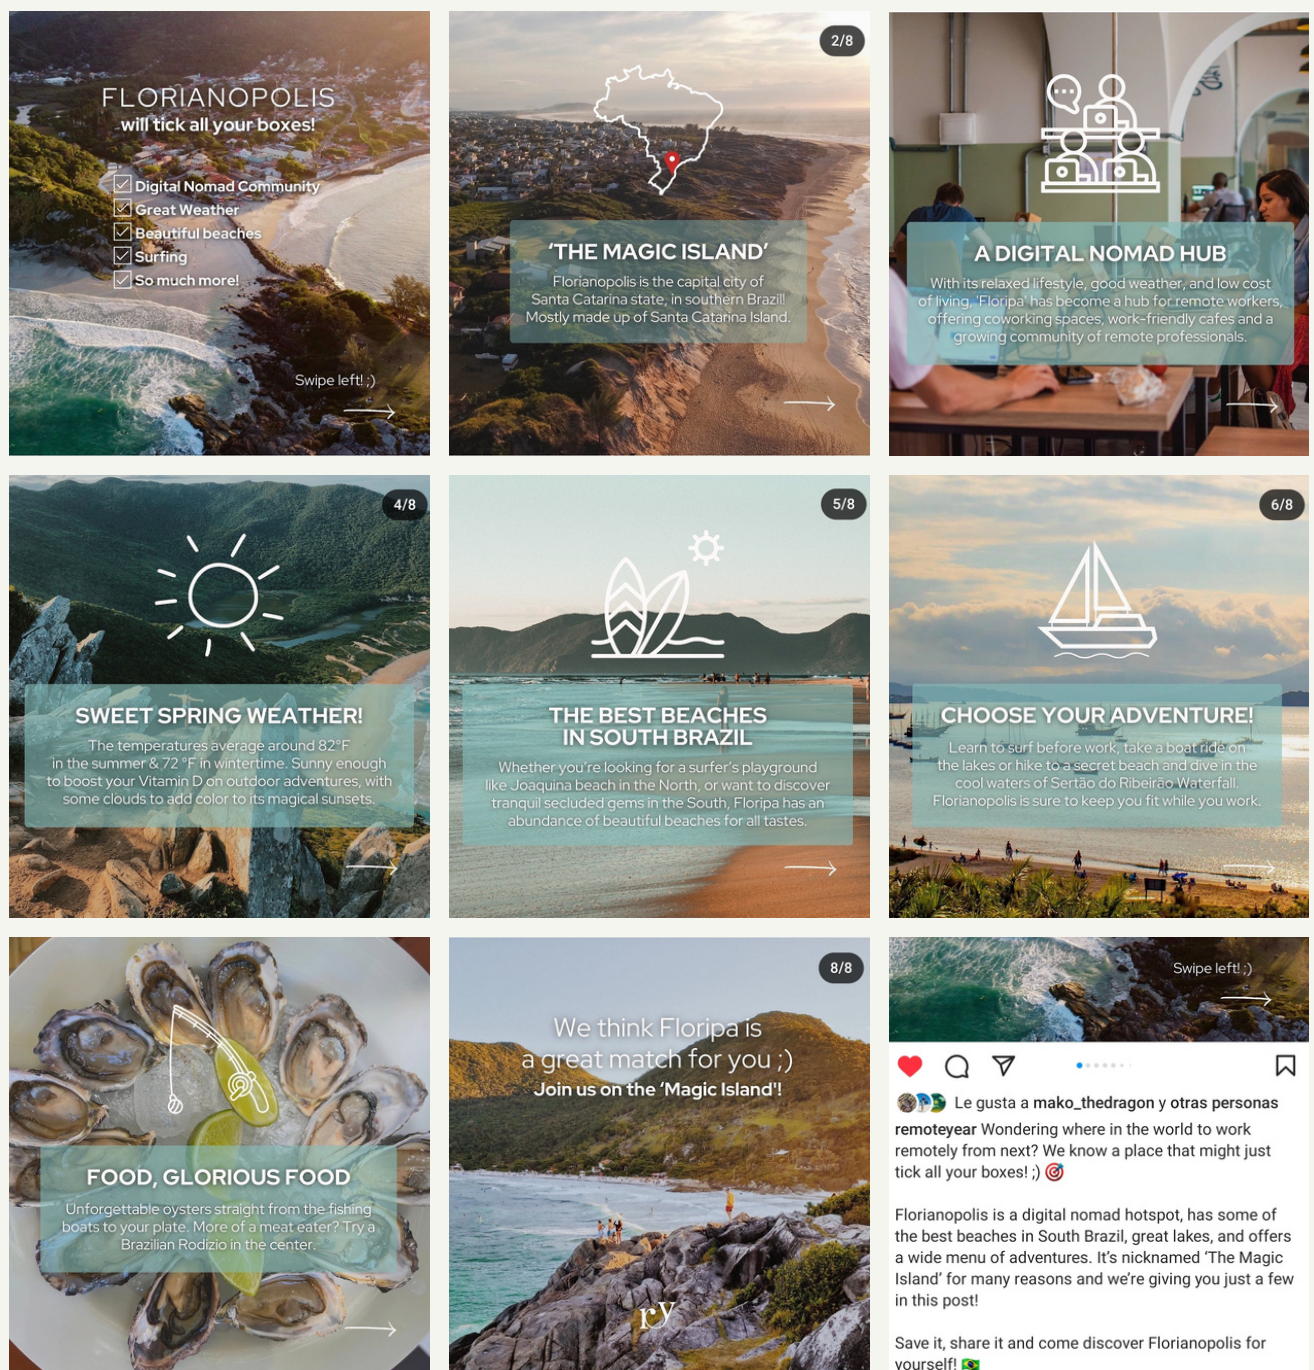 FLORIANOPOLIS
will tick all your boxes!
Digital Nomad Community
Great Weather
Beautiful beaches
Surfing
So much more!
Swipe left! ;)
2/8
'THE MAGIC ISLAND'
Florianopolis is the capital city of
Santa Catarina state, in southern Brazil!
Mostly made up of Santa Catarina Island.
A DIGITAL NOMAD HUB
With its relaxed lifestyle, good weather, and low cost
of living, 'Floripa' has become a hub for remote workers,
offering coworking spaces, work-friendly cafes and a
growing community of remote professionals.
4/8
SWEET SPRING WEATHER!
The temperatures average around 82°F
in the summer & 72 °F in wintertime. Sunny enough
to boost your Vitamin D on outdoor adventures, with
some clouds to add color to its magical sunsets.
5/8
THE BEST BEACHES
IN SOUTH BRAZIL
Whether you're looking for a surfer's playground
like Joaquina beach in the North, or want to discover
tranquil secluded gems in the South, Floripa has an
abundance of beautiful beaches for all tastes.
6/8
CHOOSE YOUR ADVENTURE!
Learn to surf before work, take a boat ride on
the lakes or hike to a secret beach and dive in the
cool waters of Sertão do Ribeirão Waterfall.
Florianopolis is sure to keep you fit while you work.
FOOD, GLORIOUS FOOD
Unforgettable oysters straight from the fishing
boats to your plate. More of a meat eater? Try a
Brazilian Rodizio in the center.
8/8
We think Floripa is
a great match for you ;)
Join us on the 'Magic Island'!
ry
Swipe left! ;)
Le gusta a mako_thedragon y otras personas
remoteyear Wondering where in the world to work
remotely from next? We know a place that might just
tick all your boxes! ;) 🎯
Florianopolis is a digital nomad hotspot, has some of
the best beaches in South Brazil, great lakes, and offers
a wide menu of adventures. It's nicknamed 'The Magic
Island' for many reasons and we're giving you just a few
in this post!
Save it, share it and come discover Florianopolis for
yourself! 🇧🇷